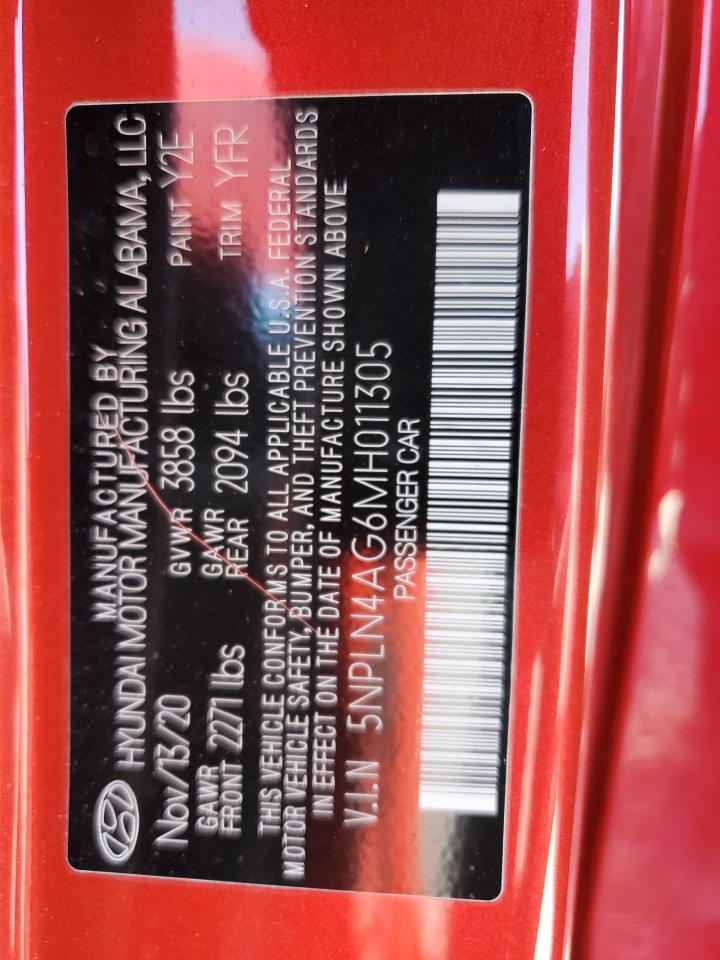 MANUFACTURED BY
HYUNDAI MOTOR MANUFACTURING ALABAMA, LLC
Nov/13/20 GVWR 3858 lbs PAINT Y2E
GAWR FRONT 2271 lbs GAWR REAR 2094 lbs TRIM YFR
THIS VEHICLE CONFORMS TO ALL APPLICABLE U.S.A. FEDERAL
MOTOR VEHICLE SAFETY, BUMPER, AND THEFT PREVENTION STANDARDS
IN EFFECT ON THE DATE OF MANUFACTURE SHOWN ABOVE
V.I.N 5NPLN4AG6MH011305
PASSENGER CAR